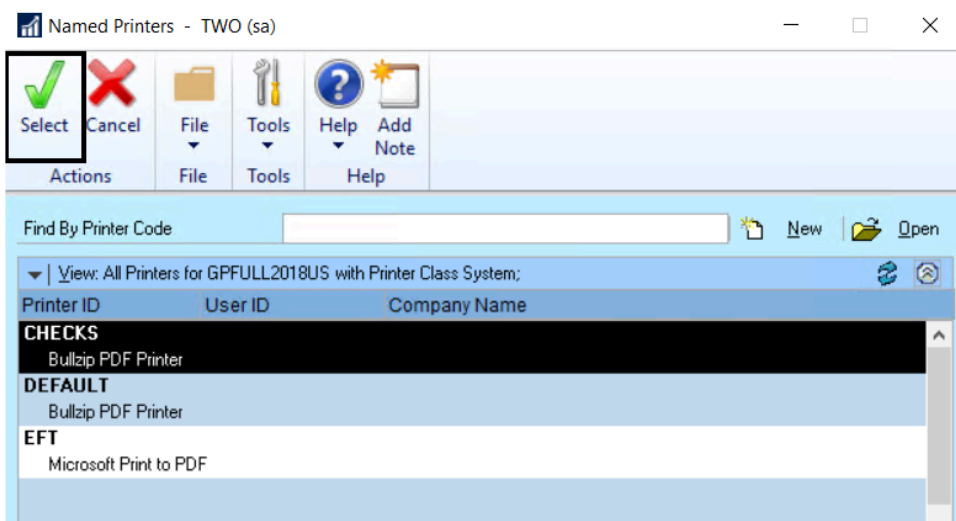 Named Printers - TWO (sa)
Select Cancel File Tools Help Add Note
Actions File Tools Help
Find By Printer Code New Open
View: All Printers for GPFULL2018US with Printer Class System;
Printer ID User ID Company Name
CHECKS
Bullzip PDF Printer
DEFAULT
Bullzip PDF Printer
EFT
Microsoft Print to PDF